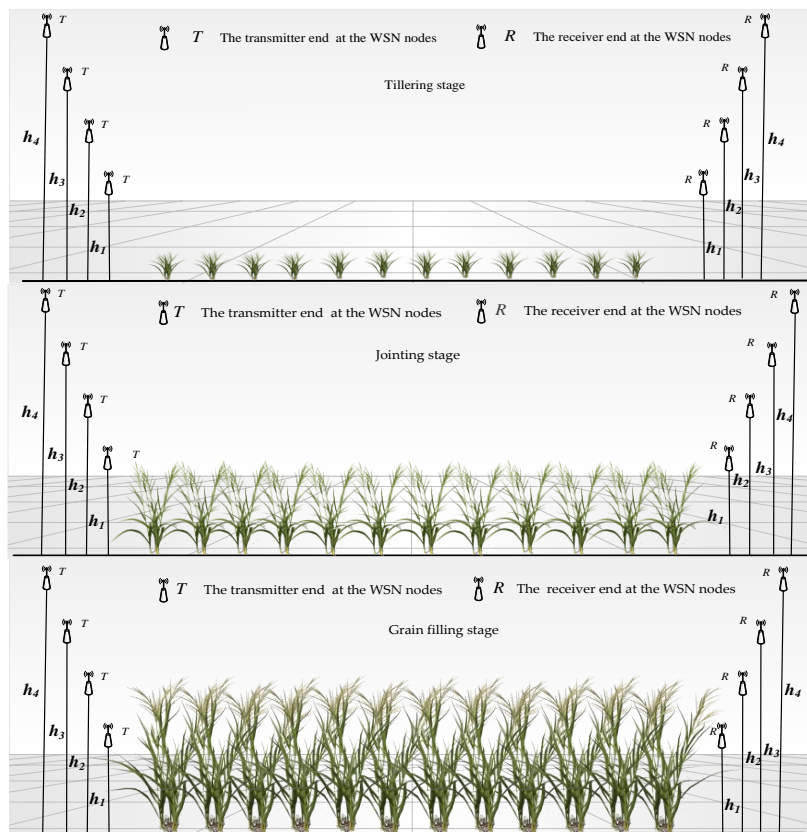 T
T The transmitter end at the WSN nodes
R The receiver end at the WSN nodes
R
T
Tillering stage
R
T
R
h4
h4
T
R
h3
h3
h2
h2
h1
h1
T
T The transmitter end at the WSN nodes
R The receiver end at the WSN nodes
R
T
Jointing stage
R
T
R
h4
h4
T
R
h3
h3
h2
h2
h1
h1
T
T The transmitter end at the WSN nodes
R The receiver end at the WSN nodes
R
T
Grain filling stage
R
T
R
h4
h4
T
R
h3
h3
h2
h2
h1
h1